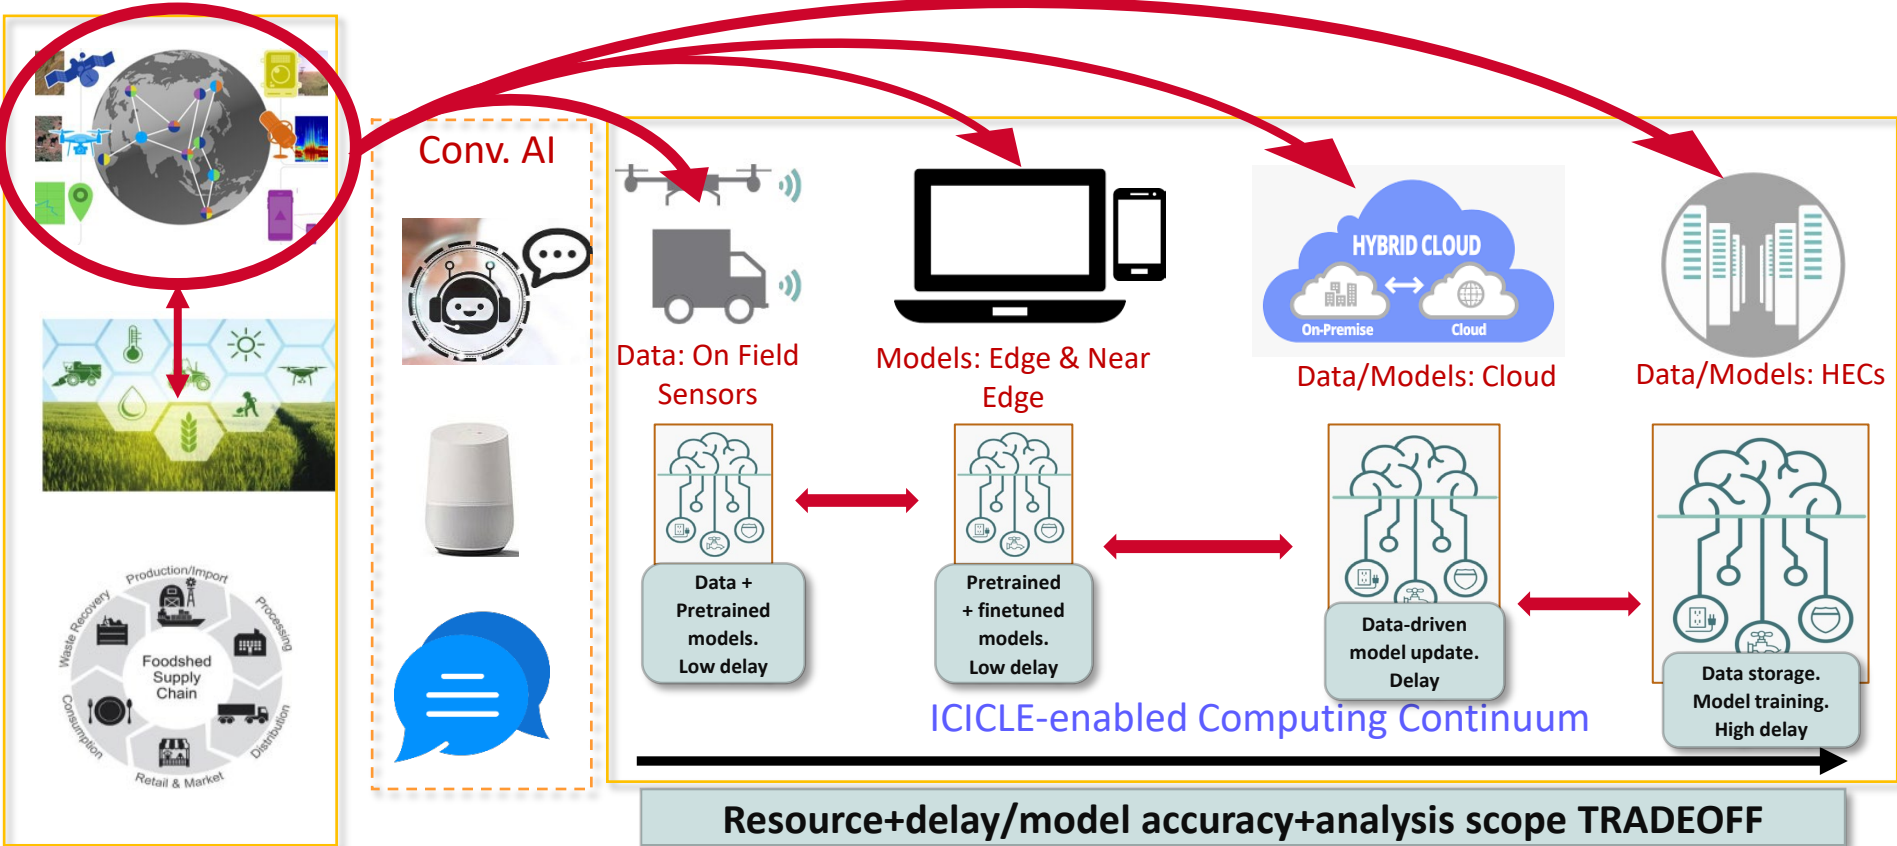 Production/Import
Processing
Distribution
Retail & Market
Consumption
Waste Recovery
Foodshed
Supply
Chain
Conv. AI
HYBRID CLOUD
On-Premise
Cloud
Data: On Field
Sensors
Models: Edge & Near
Edge
Data/Models: Cloud
Data/Models: HECs
Data +
Pretrained
models.
Low delay
Pretrained
+ finetuned
models.
Low delay
Data-driven
model update.
Delay
Data storage.
Model training.
High delay
ICICLE-enabled Computing Continuum
Resource+delay/model accuracy+analysis scope TRADEOFF